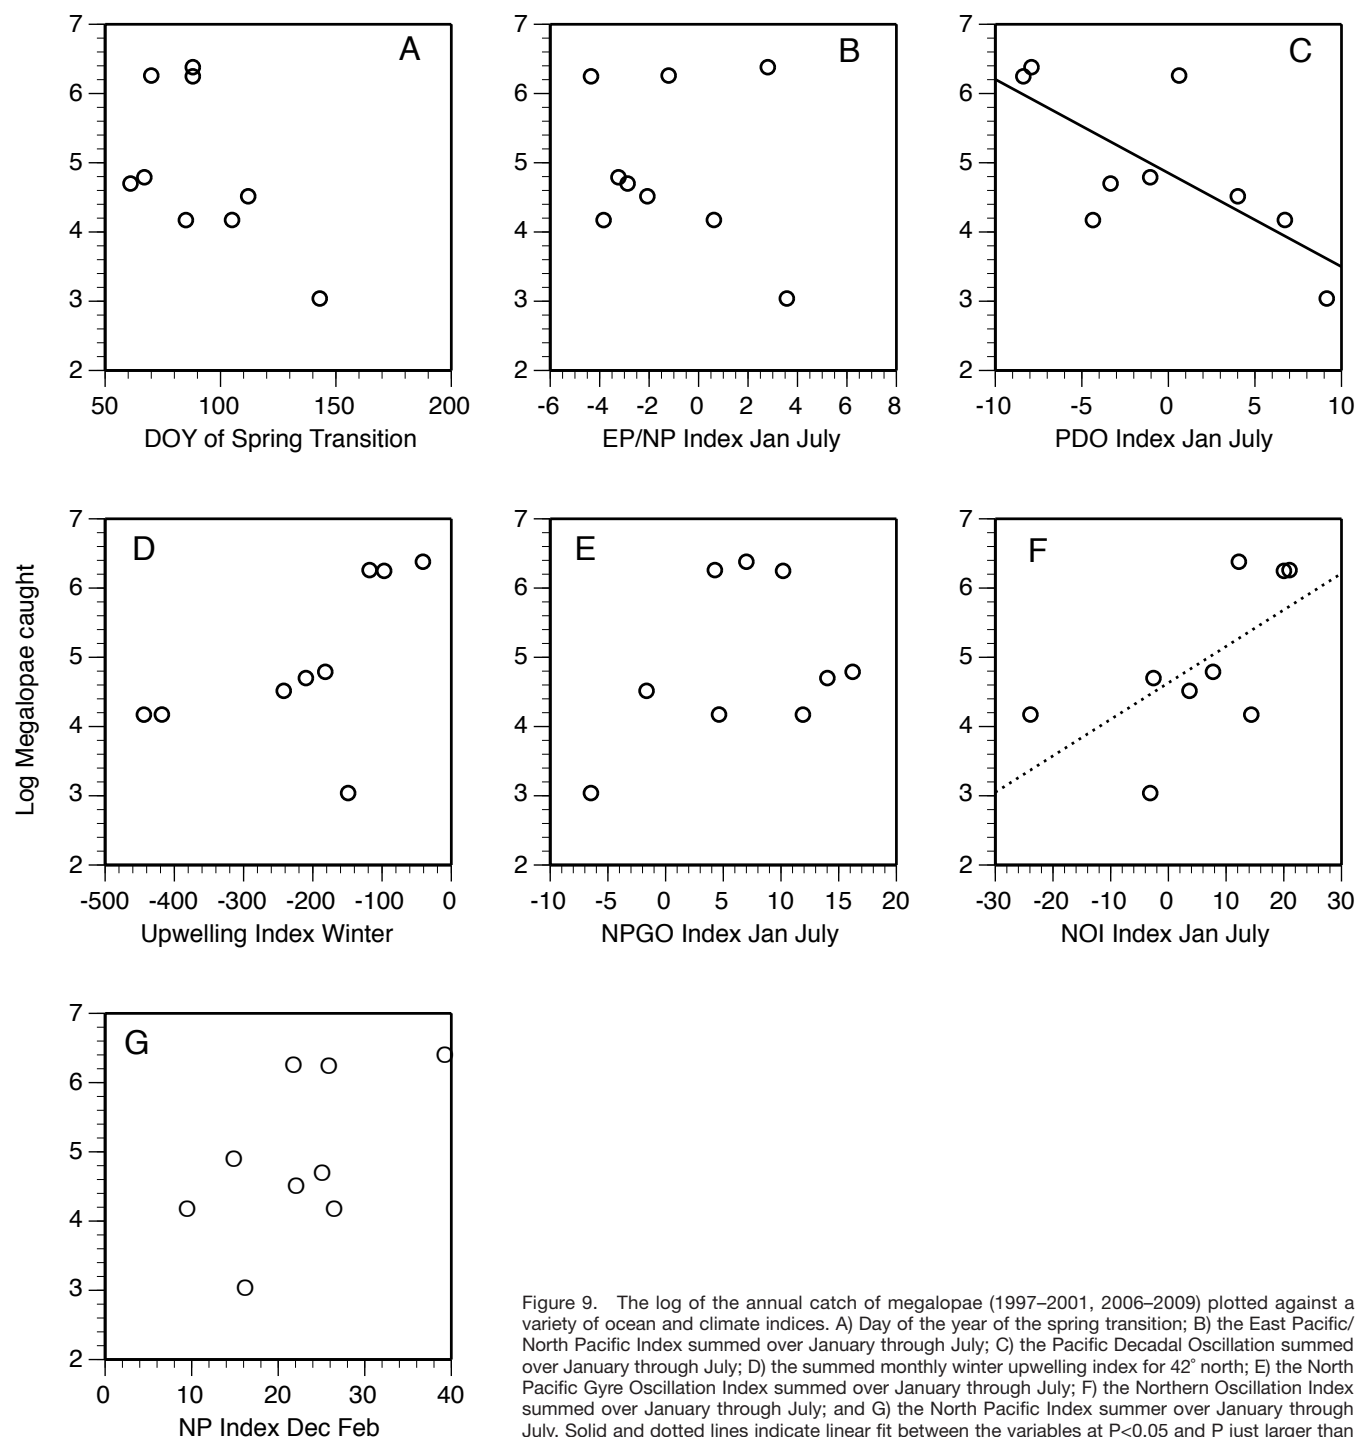 7
6
5
4
3
2
A
50 100 150 200
DOY of Spring Transition
7
6
5
4
3
2
B
-6 -4 -2 0 2 4 6 8
EP/NP Index Jan July
7
6
5
4
3
2
C
-10 -5 0 5 10
PDO Index Jan July
Log Megalopae caught
7
6
5
4
3
2
D
-500 -400 -300 -200 -100 0
Upwelling Index Winter
7
6
5
4
3
2
E
-10 -5 0 5 10 15 20
NPGO Index Jan July
7
6
5
4
3
2
F
-30 -20 -10 0 10 20 30
NOI Index Jan July
7
6
5
4
3
2
G
0 10 20 30 40
NP Index Dec Feb
Figure 9. The log of the annual catch of megalopae (1997–2001, 2006–2009) plotted against a
variety of ocean and climate indices. A) Day of the year of the spring transition; B) the East Pacific/
North Pacific Index summed over January through July; C) the Pacific Decadal Oscillation summed
over January through July; D) the summed monthly winter upwelling index for 42° north; E) the North
Pacific Gyre Oscillation Index summed over January through July; F) the Northern Oscillation Index
summed over January through July; and G) the North Pacific Index summer over January through
July. Solid and dotted lines indicate linear fit between the variables at P<0.05 and P just larger than